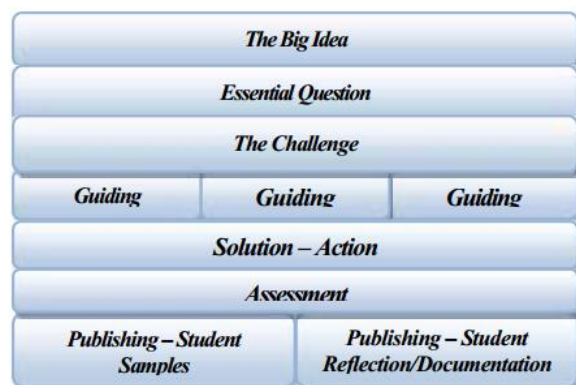 The Big Idea
Essential Question
The Challenge
Guiding Guiding Guiding
Solution – Action
Assessment
Publishing – Student
Samples
Publishing – Student
Reflection/Documentation